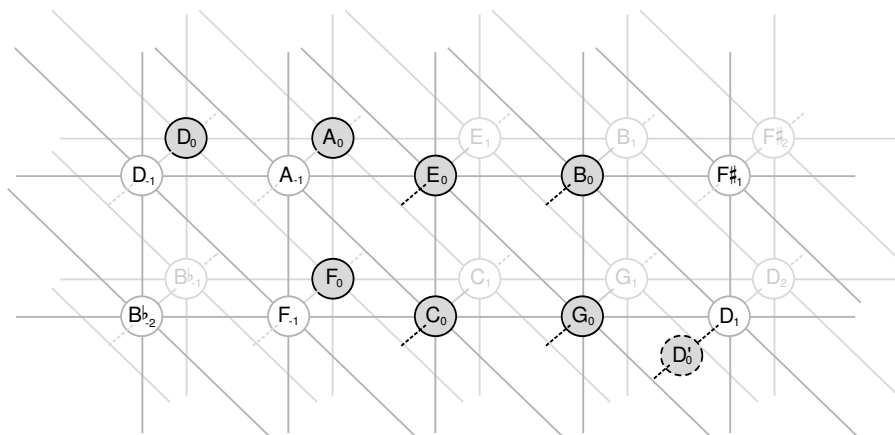 D₀ A₀ E₁ B₁ F♯₂
D₋₁ A₋₁ E₀ B₀ F♯₁
B♭₋₁ F₀ C₁ G₁ D₂
B♭₋₂ F₋₁ C₀ G₀ D₁
D'₀